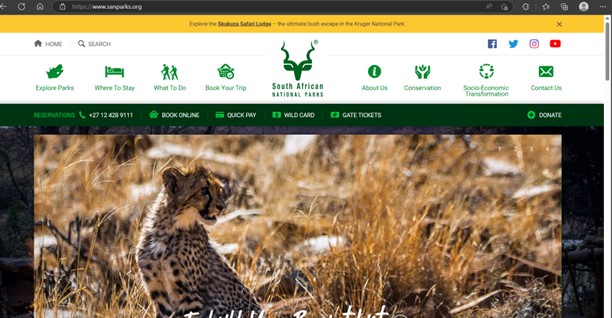 https://www.sanparks.org
Explore the Skukuza Safari Lodge – the ultimate bush escape in the Kruger National Park.
HOME SEARCH
South African
NATIONAL PARKS
Explore Parks Where To Stay What To Do Book Your Trip About Us Conservation Socio-Economic Transformation Contact Us
RESERVATIONS +27 12 428 9111 BOOK ONLINE QUICK PAY WILD CARD GATE TICKETS DONATE